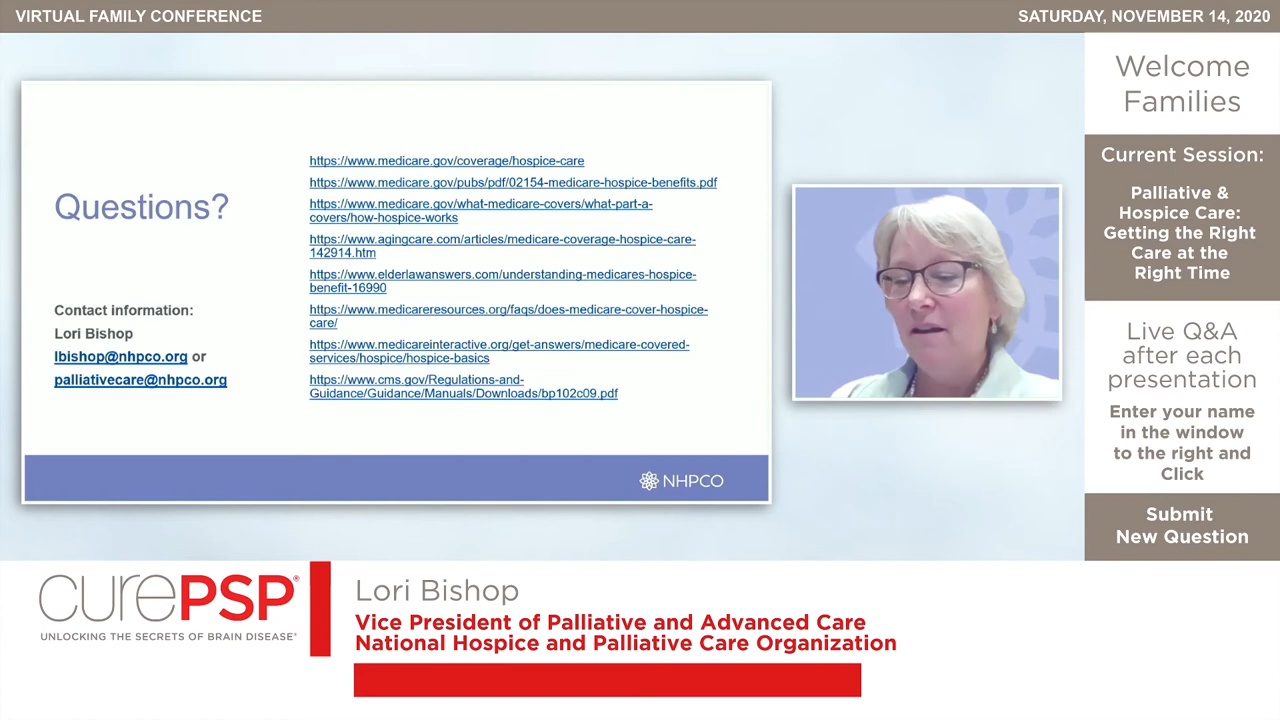 VIRTUAL FAMILY CONFERENCE
SATURDAY, NOVEMBER 14, 2020
Questions?
Contact information:
Lori Bishop
lbishop@nhpco.org or
palliativecare@nhpco.org
https://www.medicare.gov/coverage/hospice-care
https://www.medicare.gov/pubs/pdf/02154-medicare-hospice-benefits.pdf
https://www.medicare.gov/what-medicare-covers/what-part-a-
covers/how-hospice-works
https://www.agingcare.com/articles/medicare-coverage-hospice-care-
142914.htm
https://www.elderlawanswers.com/understanding-medicares-hospice-
benefit-16990
https://www.medicareresources.org/faqs/does-medicare-cover-hospice-
care/
https://www.medicareinteractive.org/get-answers/medicare-covered-
services/hospice/hospice-basics
https://www.cms.gov/Regulations-and-
Guidance/Guidance/Manuals/Downloads/bp102c09.pdf
NHPCO
Welcome
Families
Current Session:
Palliative &
Hospice Care:
Getting the Right
Care at the
Right Time
Live Q&A
after each
presentation
Enter your name
in the window
to the right and
Click
Submit
New Question
curePSP®
UNLOCKING THE SECRETS OF BRAIN DISEASE®
Lori Bishop
Vice President of Palliative and Advanced Care
National Hospice and Palliative Care Organization